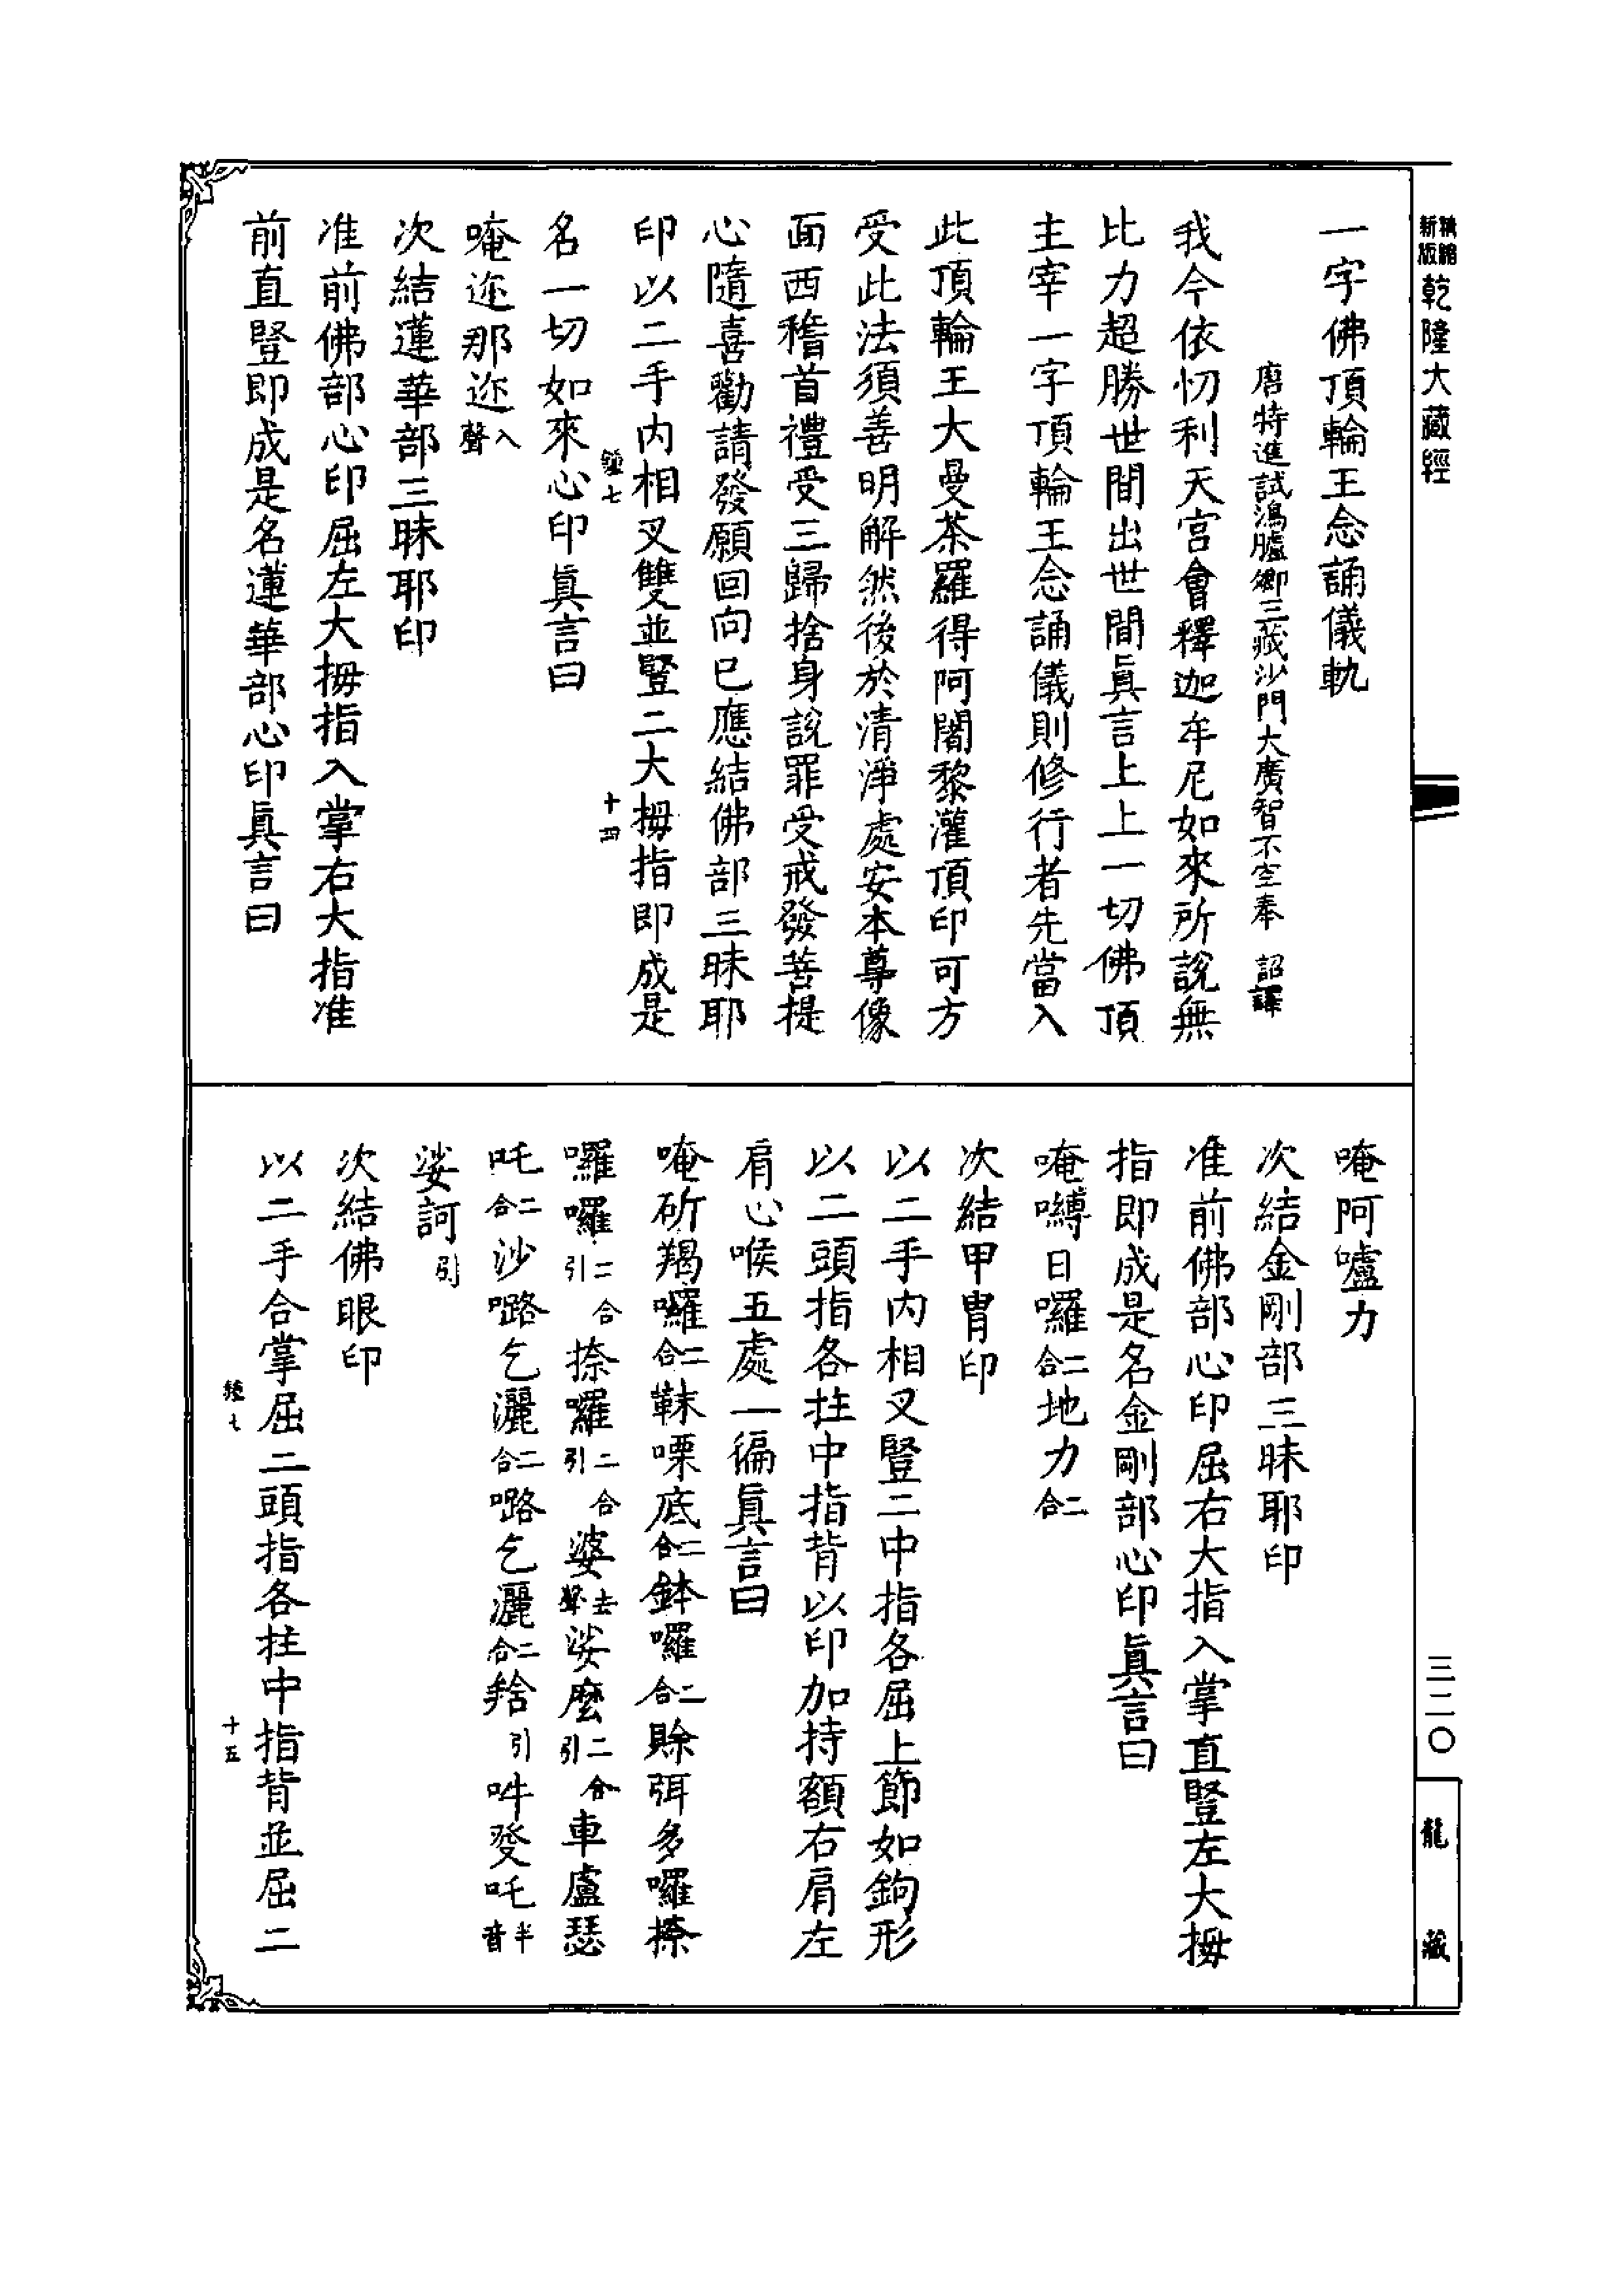 一字佛頂輪王念誦儀軌
唐特進試鴻臚卿三藏沙門大廣智不空奉 詔譯
我今依忉利天宮會釋迦牟尼如來所說無
比力超勝世間出世間眞言上上一切佛頂
主宰一字頂輪王念誦儀則修行者先當入
此頂輪王大曼荼羅得阿闍黎灌頂印可方
受此法須善明解然後於清淨處安本尊像
面西稽首禮受三歸捨身說罪受戒發菩提
心隨喜勸請發願回向已應結佛部三昧耶
印以二手內相叉雙並豎二大拇指即成是
鍾七 十四
名一切如來心印眞言曰
唵迩那迩入聲
次結蓮華部三昧耶印
准前佛部心印屈左大拇指入掌右大指准
前直豎即成是名蓮華部心印眞言曰
唵阿嚧力
次結金剛部三昧耶印
准前佛部心印屈右大指入掌直豎左大拇
指即成是名金剛部心印眞言曰
唵嚩日囉二合地力二合
次結甲胄印
以二手內相叉豎二中指各屈上節如鉤形
以二頭指各拄中指背以印加持額右肩左
肩心喉五處一徧眞言曰
唵斫羯囉二合靺㗚底二合鉢囉二合賒弭多囉捺
囉囉二合引捺囉二合引婆去聲娑麼二合引車盧瑟
吒二合沙嚕乞灑二合嚕乞灑二合𤚥引吽發吒半音
娑訶引
次結佛眼印
以二手合掌屈二頭指各拄中指背並屈二
鍾七 十五
精縮新版 乾隆大藏經
三二〇
龍藏